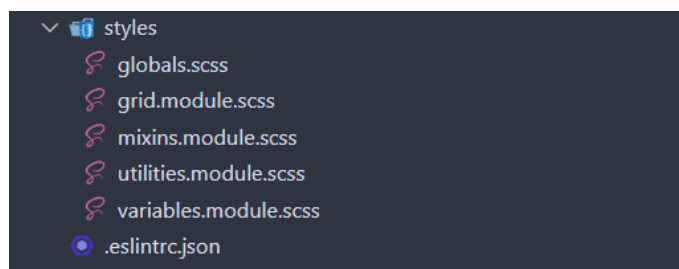 styles
globals.scss
grid.module.scss
mixins.module.scss
utilities.module.scss
variables.module.scss
.eslintrc.json